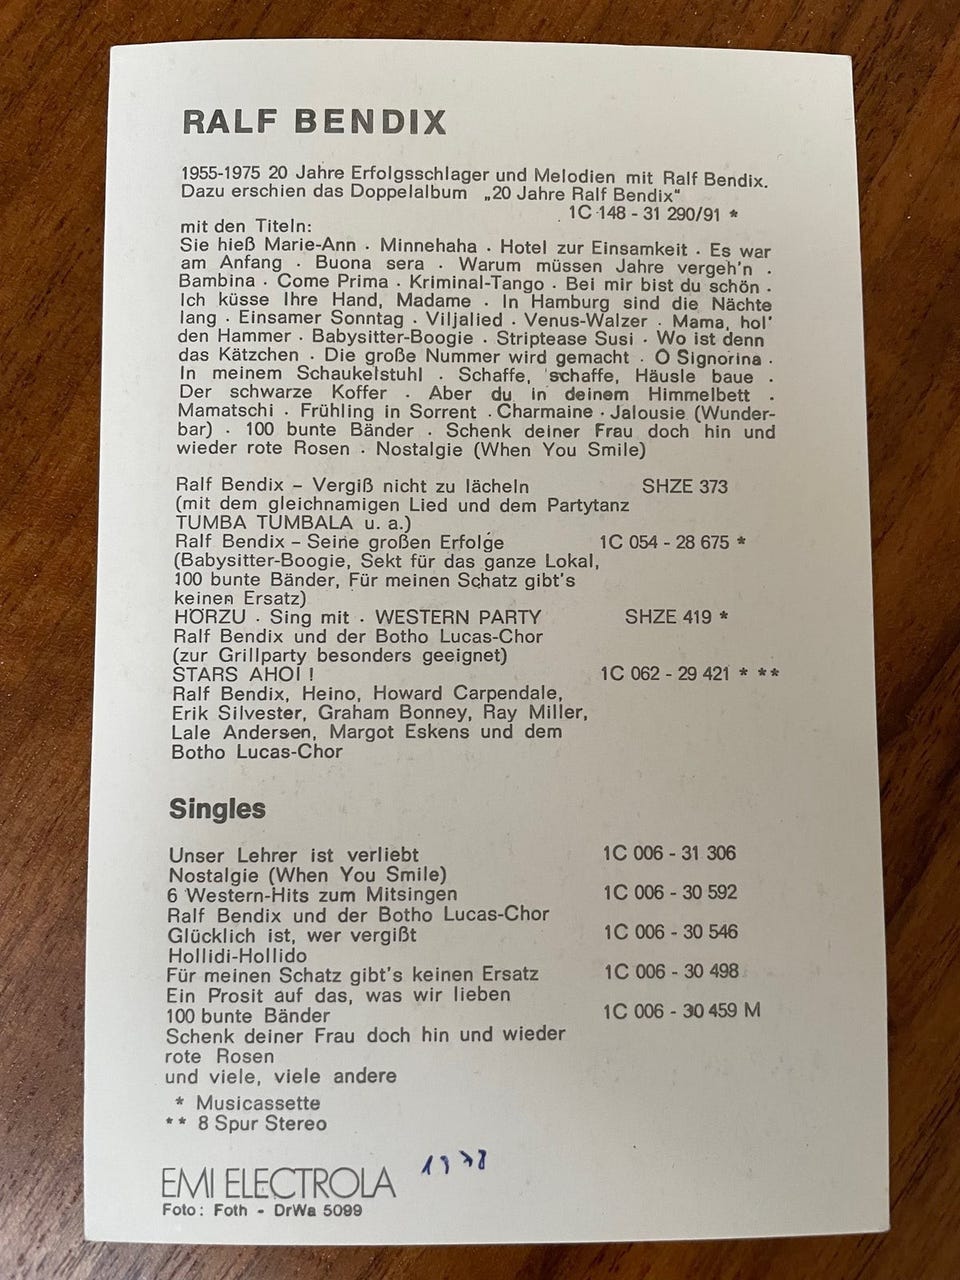 RALF BENDIX
1955-1975 20 Jahre Erfolgsschlager und Melodien mit Ralf Bendix.
Dazu erschien das Doppelalbum „20 Jahre Ralf Bendix"
1C 148 - 31 290/91 *
mit den Titeln:
Sie hieß Marie-Ann · Minnehaha · Hotel zur Einsamkeit · Es war
am Anfang · Buona sera · Warum müssen Jahre vergeh'n ·
Bambina · Come Prima · Kriminal-Tango · Bei mir bist du schön ·
Ich küsse Ihre Hand, Madame · In Hamburg sind die Nächte
lang · Einsamer Sonntag · Viljalied · Venus-Walzer · Mama, hol'
den Hammer · Babysitter-Boogie · Striptease Susi · Wo ist denn
das Kätzchen · Die große Nummer wird gemacht · O Signorina ·
In meinem Schaukelstuhl · Schaffe, schaffe, Häusle baue ·
Der schwarze Koffer · Aber du in deinem Himmelbett ·
Mamatschi · Frühling in Sorrent · Charmaine · Jalousie (Wunder-
bar) · 100 bunte Bänder · Schenk deiner Frau doch hin und
wieder rote Rosen · Nostalgie (When You Smile)
Ralf Bendix – Vergiß nicht zu lächeln SHZE 373
(mit dem gleichnamigen Lied und dem Partytanz
TUMBA TUMBALA u. a.)
Ralf Bendix – Seine großen Erfolge 1C 054 - 28 675 *
(Babysitter-Boogie, Sekt für das ganze Lokal,
100 bunte Bänder, Für meinen Schatz gibt's
keinen Ersatz)
HÖRZU · Sing mit · WESTERN PARTY SHZE 419 *
Ralf Bendix und der Botho Lucas-Chor
(zur Grillparty besonders geeignet)
STARS AHOI ! 1C 062 - 29 421 * **
Ralf Bendix, Heino, Howard Carpendale,
Erik Silvester, Graham Bonney, Ray Miller,
Lale Andersen, Margot Eskens und dem
Botho Lucas-Chor
Singles
Unser Lehrer ist verliebt 1C 006 - 31 306
Nostalgie (When You Smile)
6 Western-Hits zum Mitsingen 1C 006 - 30 592
Ralf Bendix und der Botho Lucas-Chor
Glücklich ist, wer vergißt 1C 006 - 30 546
Hollidi-Hollido
Für meinen Schatz gibt's keinen Ersatz 1C 006 - 30 498
Ein Prosit auf das, was wir lieben
100 bunte Bänder 1C 006 - 30 459 M
Schenk deiner Frau doch hin und wieder
rote Rosen
und viele, viele andere
* Musicassette
** 8 Spur Stereo
EMI ELECTROLA 1978
Foto: Foth - DrWa 5099